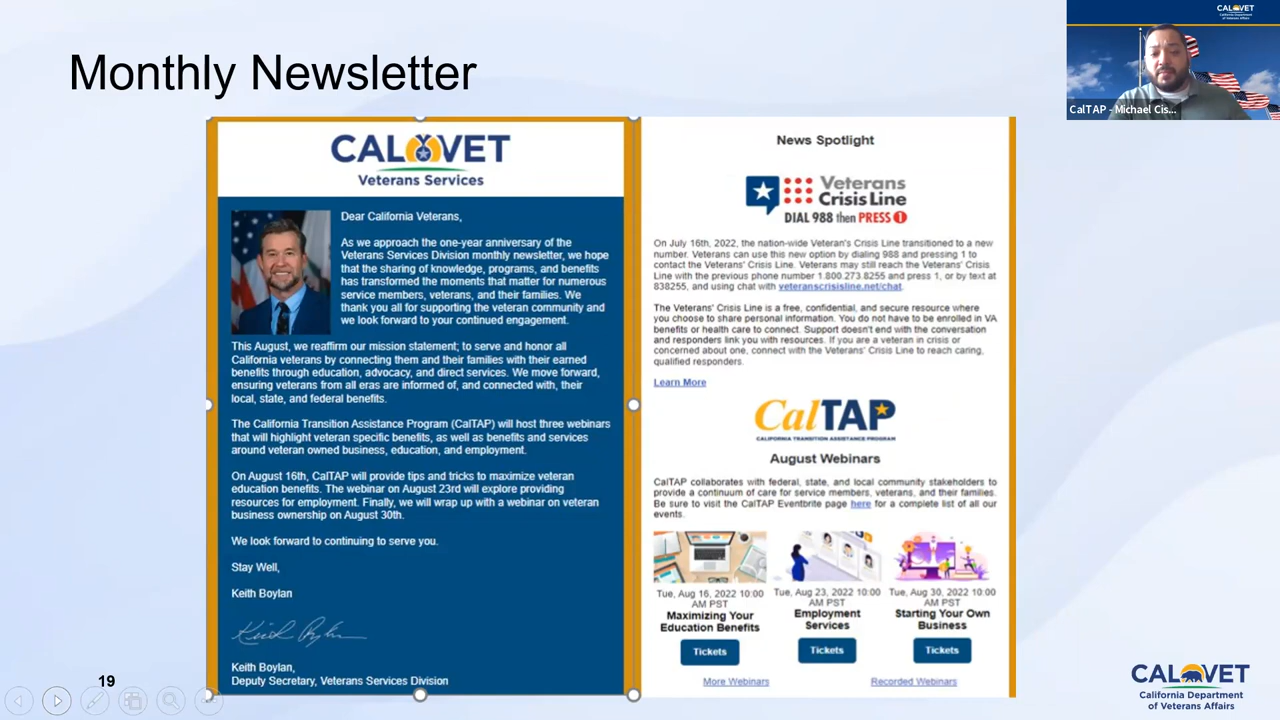 Monthly Newsletter
CALVET
California Department
of Veterans Affairs
CalTAP - Michael Cis...
CALVET
Veterans Services
Dear California Veterans,
As we approach the one-year anniversary of the
Veterans Services Division monthly newsletter, we hope
that the sharing of knowledge, programs, and benefits
has transformed the moments that matter for numerous
service members, veterans, and their families. We
thank you all for supporting the veteran community and
we look forward to your continued engagement.
This August, we reaffirm our mission statement; to serve and honor all
California veterans by connecting them and their families with their earned
benefits through education, advocacy, and direct services. We move forward,
ensuring veterans from all eras are informed of, and connected with, their
local, state, and federal benefits.
The California Transition Assistance Program (CalTAP) will host three webinars
that will highlight veteran specific benefits, as well as benefits and services
around veteran owned business, education, and employment.
On August 16th, CalTAP will provide tips and tricks to maximize veteran
education benefits. The webinar on August 23rd will explore providing
resources for employment. Finally, we will wrap up with a webinar on veteran
business ownership on August 30th.
We look forward to continuing to serve you.
Stay Well,
Keith Boylan
Keith Boylan
Keith Boylan,
Deputy Secretary, Veterans Services Division
News Spotlight
Veterans
Crisis Line
DIAL 988 then PRESS 1
On July 16th, 2022, the nation-wide Veteran's Crisis Line transitioned to a new
number. Veterans can use this new option by dialing 988 and pressing 1 to
contact the Veterans' Crisis Line. Veterans may still reach the Veterans' Crisis
Line with the previous phone number 1.800.273.8255 and press 1, or by text at
838255, and using chat with veteranscrisisline.net/chat.
The Veterans' Crisis Line is a free, confidential, and secure resource where
you choose to share personal information. You do not have to be enrolled in VA
benefits or health care to connect. Support doesn't end with the conversation
and responders link you with resources. If you are a veteran in crisis or
concerned about one, connect with the Veterans' Crisis Line to reach caring,
qualified responders.
Learn More
CalTAP
CALIFORNIA TRANSITION ASSISTANCE PROGRAM
August Webinars
CalTAP collaborates with federal, state, and local community stakeholders to
provide a continuum of care for service members, veterans, and their families.
Be sure to visit the CalTAP Eventbrite page here for a complete list of all our
events.
Tue, Aug 16, 2022 10:00
AM PST
Maximizing Your
Education Benefits
Tickets
Tue, Aug 23, 2022 10:00
AM PST
Employment
Services
Tickets
Tue, Aug 30, 2022 10:00
AM PST
Starting Your Own
Business
Tickets
More Webinars
Recorded Webinars
19
CALVET
California Department
of Veterans Affairs